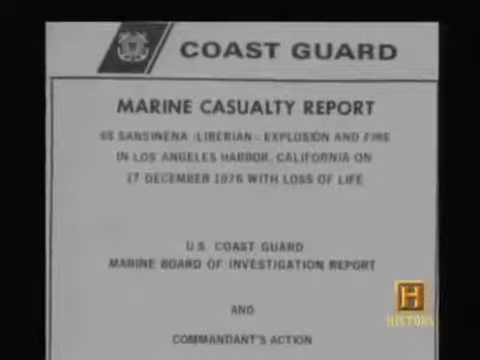 COAST GUARD
MARINE CASUALTY REPORT
SS SANSINENA (LIBERIAN) - EXPLOSION AND FIRE
IN LOS ANGELES HARBOR, CALIFORNIA ON
17 DECEMBER 1976 WITH LOSS OF LIFE
U.S. COAST GUARD
MARINE BOARD OF INVESTIGATION REPORT
AND
COMMANDANT'S ACTION
H
HISTORY